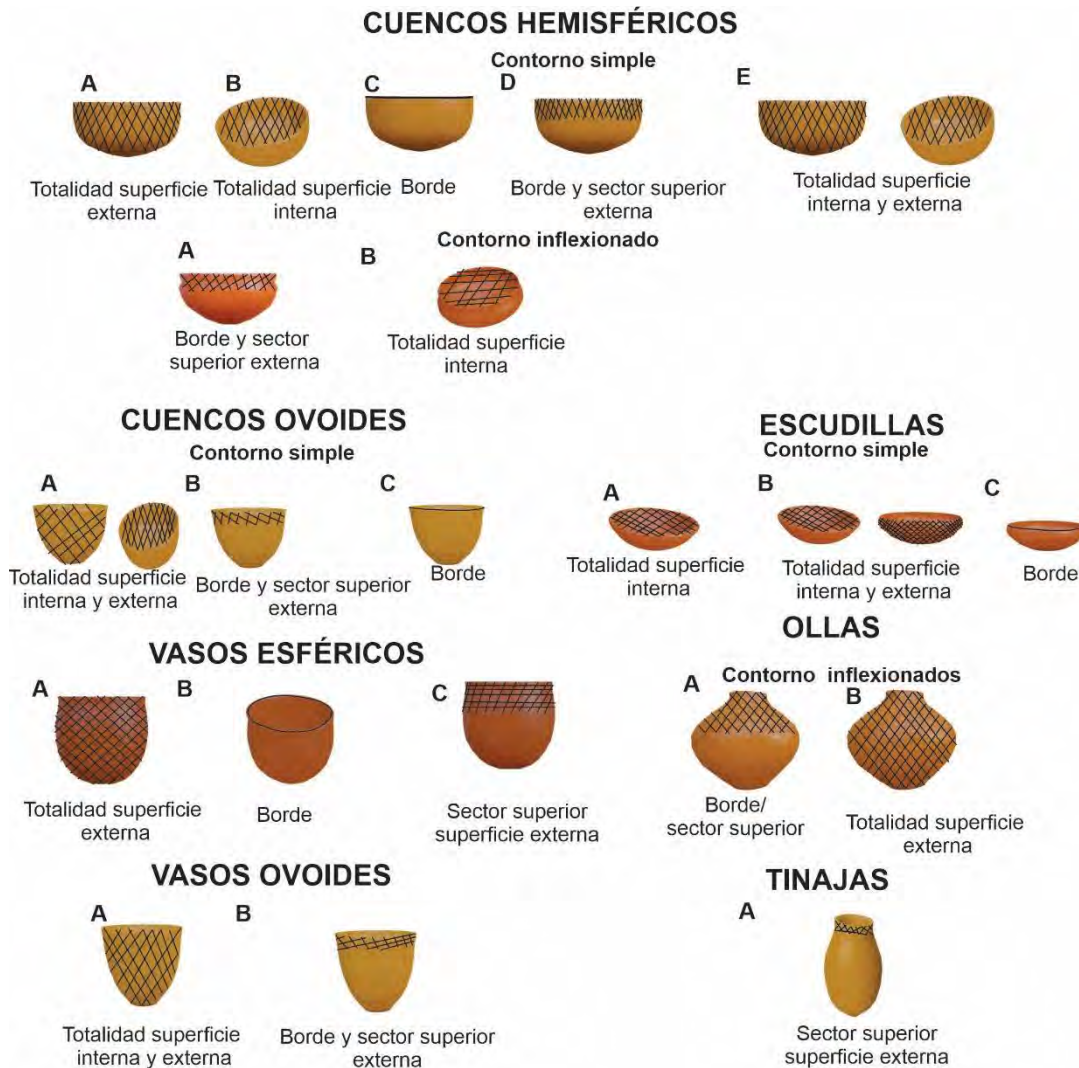 CUENCOS HEMISFÉRICOS
Contorno simple
A B C D E
Totalidad superficie
externa
Totalidad superficie
interna
Borde
Borde y sector superior
externa
Totalidad superficie
interna y externa
Contorno inflexionado
A B
Borde y sector
superior externa
Totalidad superficie
interna
CUENCOS OVOIDES
Contorno simple
A B C
Totalidad superficie
interna y externa
Borde y sector superior
externa
Borde
ESCUDILLAS
Contorno simple
A B C
Totalidad superficie
interna
Totalidad superficie
interna y externa
Borde
VASOS ESFÉRICOS
A B C
Totalidad superficie
externa
Borde
Sector superior
superficie externa
OLLAS
Contorno inflexionados
A B
Borde/
sector superior
Totalidad superficie
externa
VASOS OVOIDES
A B
Totalidad superficie
interna y externa
Borde y sector superior
externa
TINAJAS
A
Sector superior
superficie externa